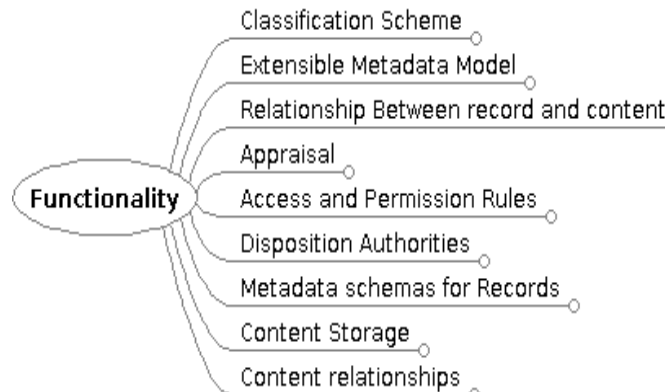 Classification Scheme
Extensible Metadata Model
Relationship Between record and content
Appraisal
Functionality
Access and Permission Rules
Disposition Authorities
Metadata schemas for Records
Content Storage
Content relationships